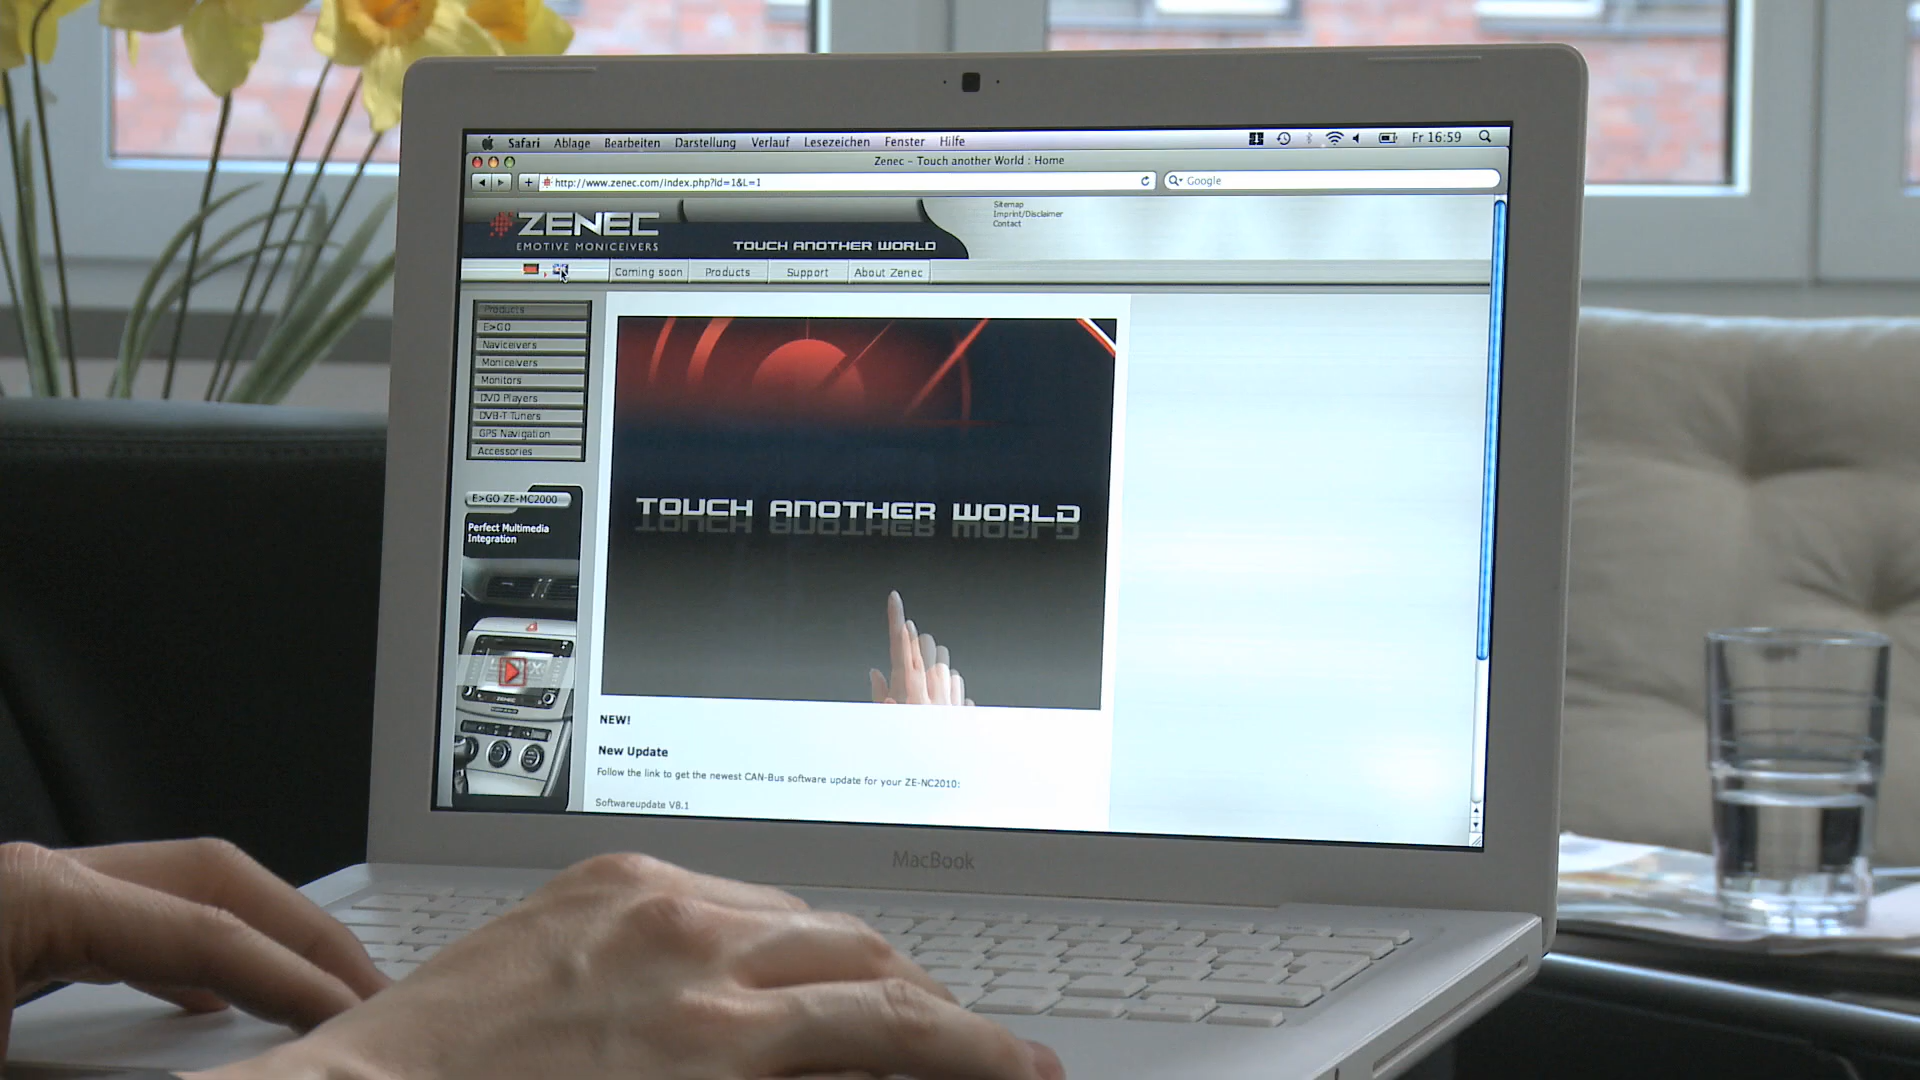 Safari Ablage Bearbeiten Darstellung Verlauf Lesezeichen Fenster Hilfe Fr 16:59
Zenec – Touch another World : Home
http://www.zenec.com/index.php?id=1&L=1 Google
ZENEC
EMOTIVE MONICEIVERS
TOUCH ANOTHER WORLD
Sitemap
Imprint/Disclaimer
Contact
Coming soon Products Support About Zenec
Products
E>GO
Naviceivers
Moniceivers
Monitors
DVD Players
DVB-T Tuners
GPS Navigation
Accessories
E>GO ZE-MC2000
Perfect Multimedia
Integration
ZENEC
TOUCH ANOTHER WORLD
NEW!
New Update
Follow the link to get the newest CAN-Bus software update for your ZE-NC2010:
Softwareupdate V8.1
MacBook